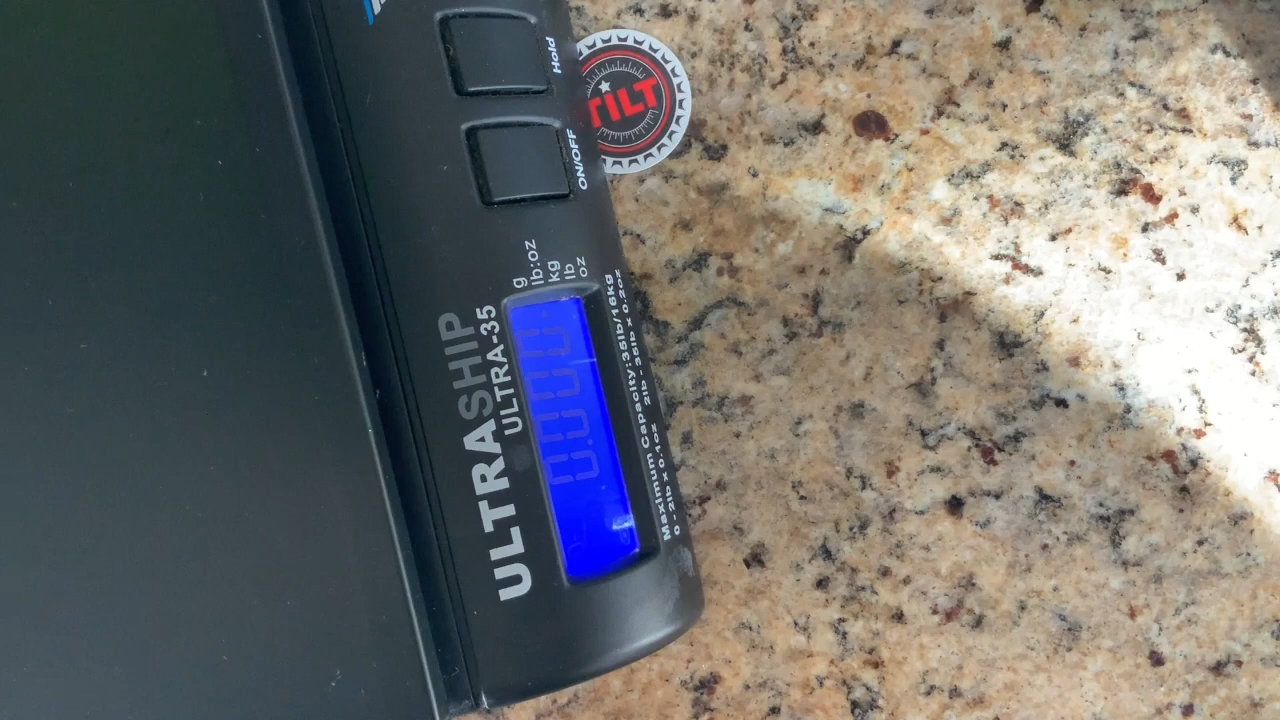 Hold
ON/OFF
TILT
ULTRASHIP
ULTRA-35
g
lb:oz
kg
lb
oz
0.000
Maximum Capacity:35lb/16kg
0 - 2lb x 0.1oz 2lb - 35lb x 0.2oz